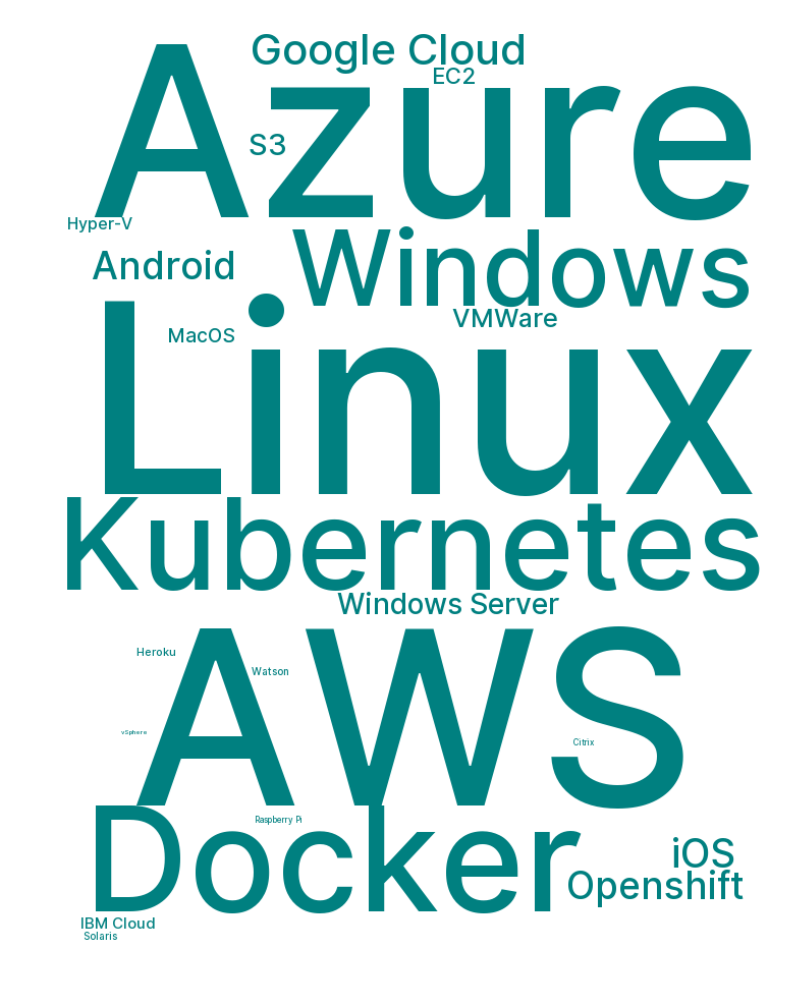 Google Cloud
EC2
Azure
S3
Hyper-V
Windows
Android
VMWare
MacOS
Linux
Kubernetes
Windows Server
Heroku
Watson
AWS
vSphere
Citrix
Docker
Raspberry Pi
iOS
Openshift
IBM Cloud
Solaris